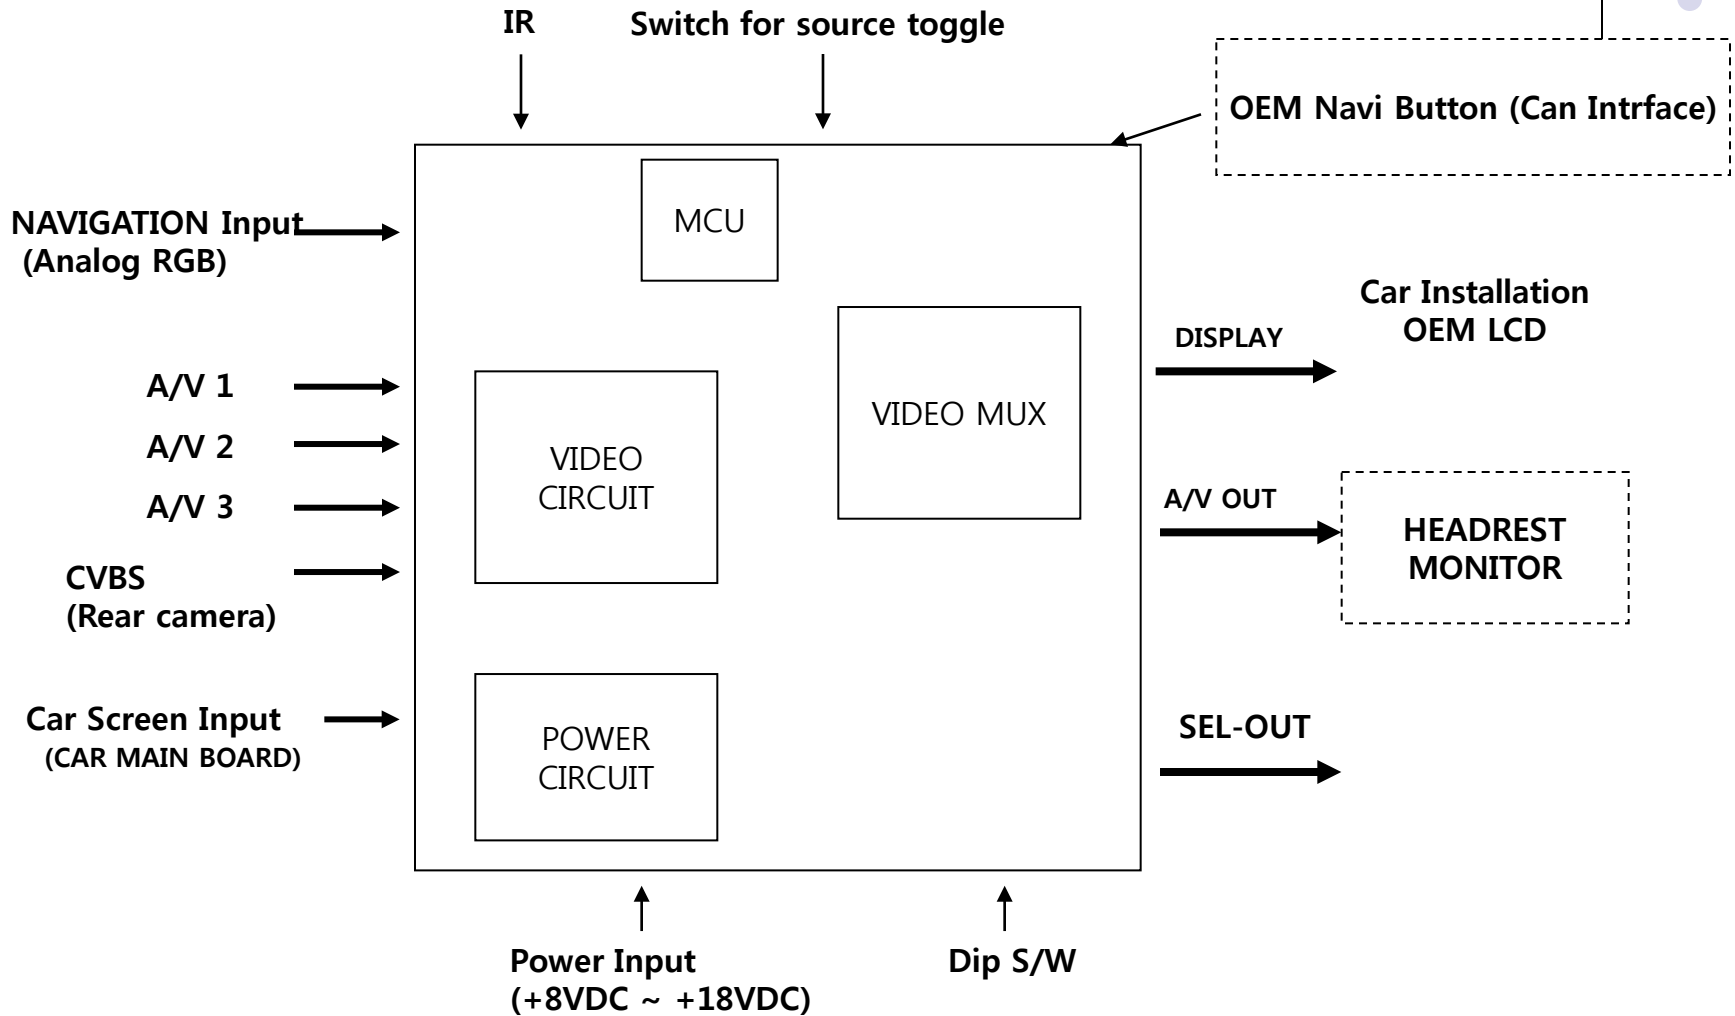 IR
Switch for source toggle
OEM Navi Button (Can Intrface)
MCU
NAVIGATION Input
(Analog RGB)
Car Installation
OEM LCD
DISPLAY
A/V 1
A/V 2
A/V 3
VIDEO MUX
VIDEO
CIRCUIT
A/V OUT
HEADREST
MONITOR
CVBS
(Rear camera)
Car Screen Input
(CAR MAIN BOARD)
POWER
CIRCUIT
SEL-OUT
Power Input
(+8VDC ~ +18VDC)
Dip S/W